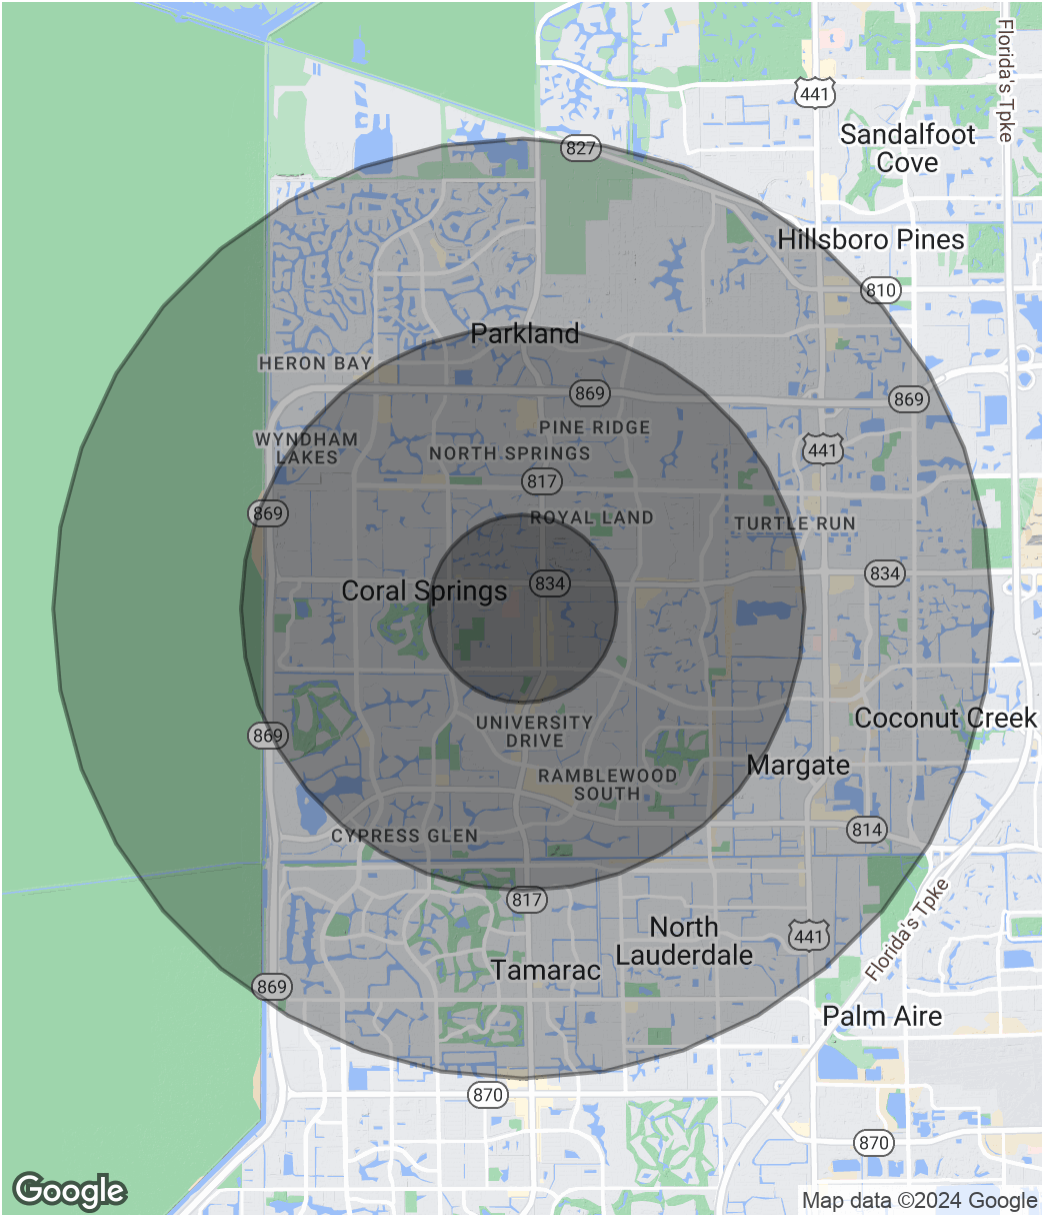 Florida's Tpke
441
Sandalfoot
Cove
827
Hillsboro Pines
810
Parkland
HERON BAY
869
869
PINE RIDGE
WYNDHAM
LAKES
NORTH SPRINGS
441
817
869
ROYAL LAND
TURTLE RUN
834
834
Coral Springs
UNIVERSITY
DRIVE
Coconut Creek
869
Margate
RAMBLEWOOD
SOUTH
CYPRESS GLEN
814
817
North
Lauderdale
441
Florida's Tpke
Tamarac
869
Palm Aire
870
870
Google
Map data ©2024 Google